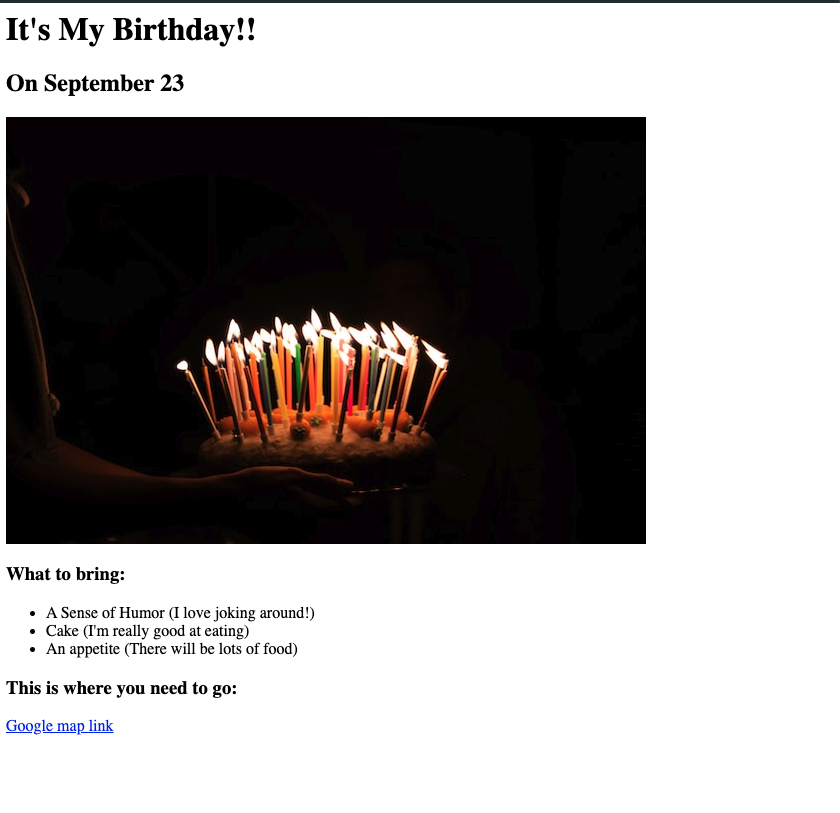 It's My Birthday!!
On September 23
What to bring:
A Sense of Humor (I love joking around!)
Cake (I'm really good at eating)
An appetite (There will be lots of food)
This is where you need to go:
Google map link